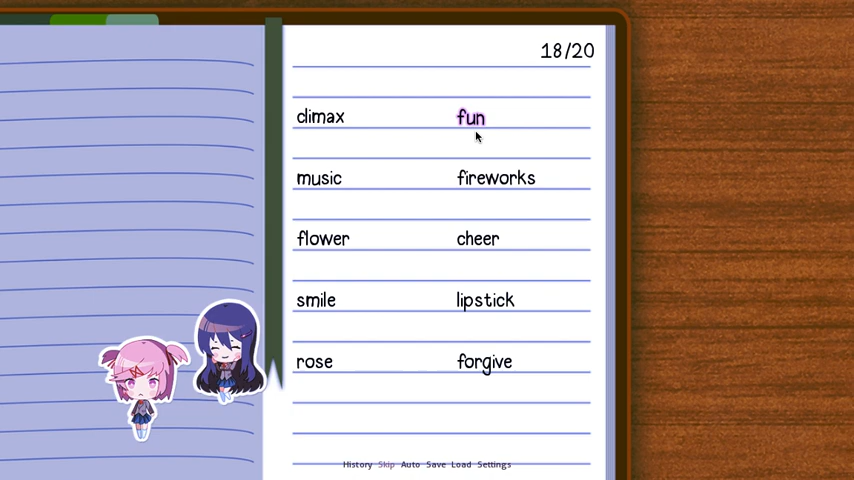 18/20
climax fun
music fireworks
flower cheer
smile lipstick
rose forgive
History Skip Auto Save Load Settings